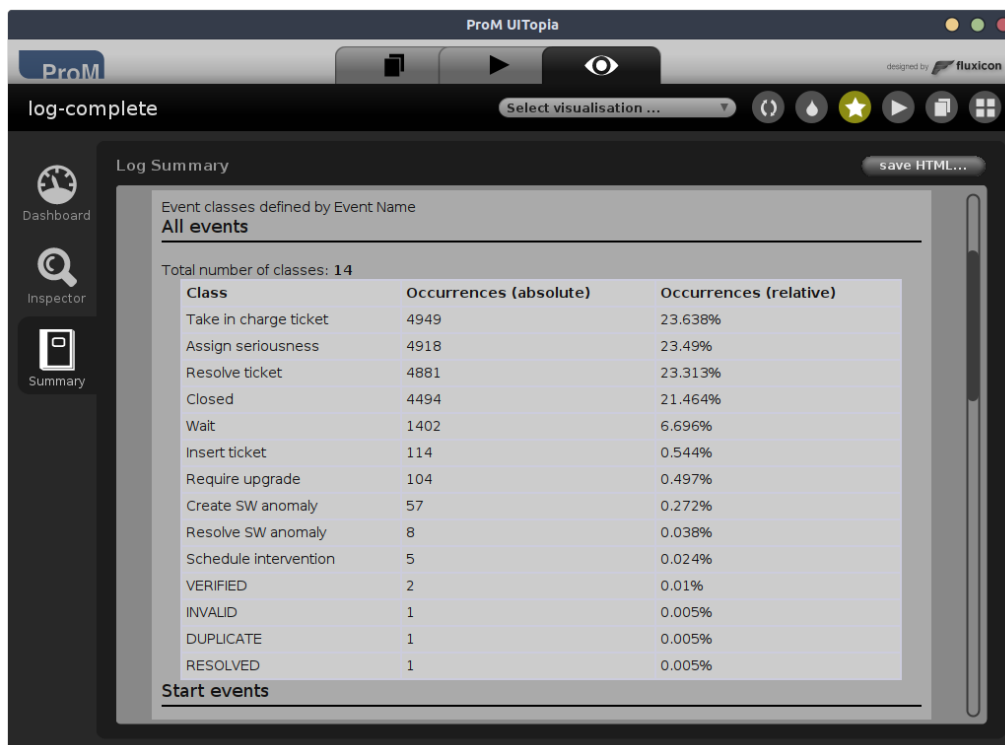 ProM UITopia
ProM
designed by fluxicon
log-complete
Select visualisation ...
Dashboard
Inspector
Summary
Log Summary
save HTML...
Event classes defined by Event Name
All events
Total number of classes: 14
Class Occurrences (absolute) Occurrences (relative)
Take in charge ticket 4949 23.638%
Assign seriousness 4918 23.49%
Resolve ticket 4881 23.313%
Closed 4494 21.464%
Wait 1402 6.696%
Insert ticket 114 0.544%
Require upgrade 104 0.497%
Create SW anomaly 57 0.272%
Resolve SW anomaly 8 0.038%
Schedule intervention 5 0.024%
VERIFIED 2 0.01%
INVALID 1 0.005%
DUPLICATE 1 0.005%
RESOLVED 1 0.005%
Start events